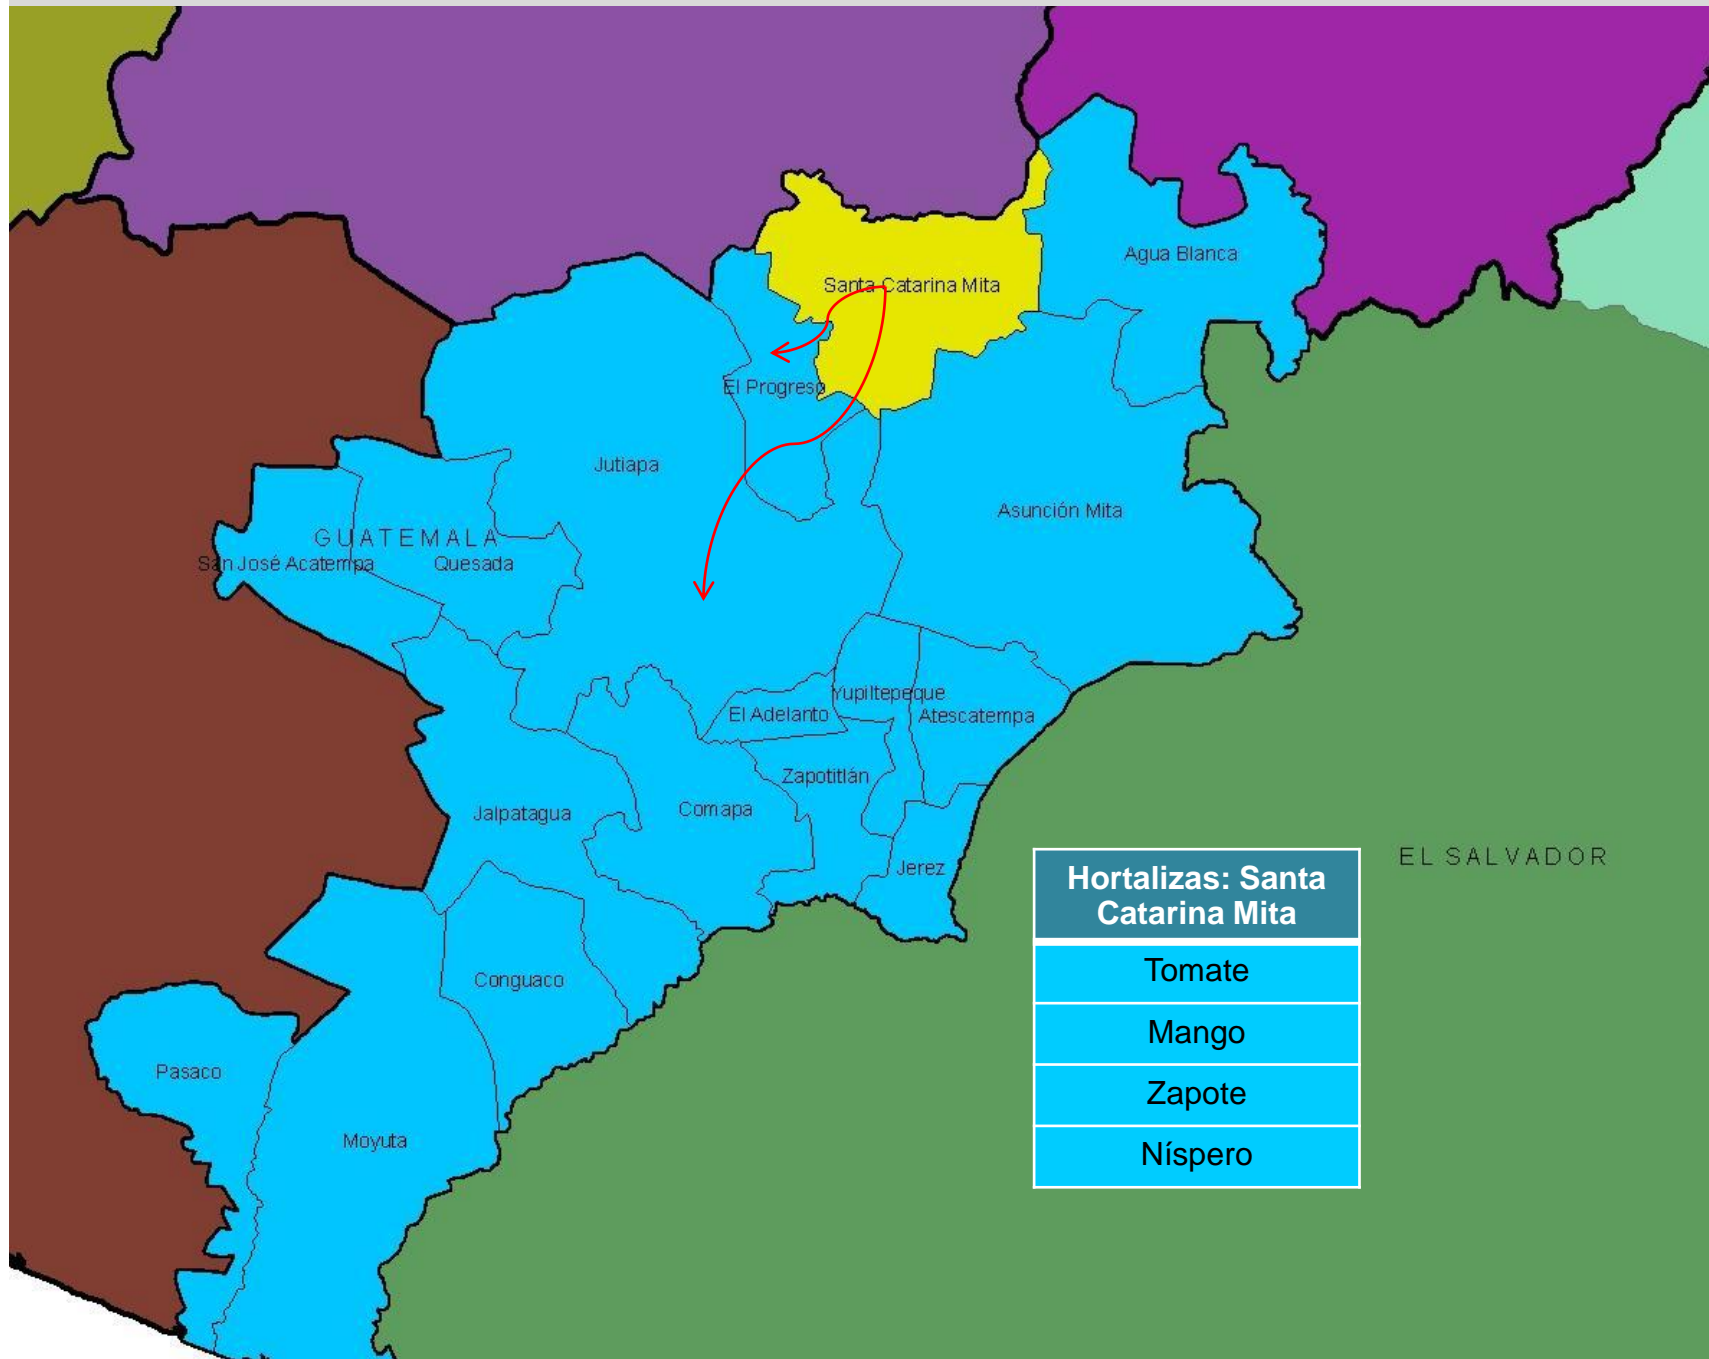 Agua Blanca
Santa Catarina Mita
El Progreso
Jutiapa
Asunción Mita
GUATEMALA
San José Acatempa
Quesada
Yupiltepeque
El Adelanto
Atescatempa
Zapotitlán
Jalpatagua
Comapa
Jerez
EL SALVADOR
Hortalizas: Santa
Catarina Mita
Tomate
Mango
Zapote
Níspero
Conguaco
Pasaco
Moyuta